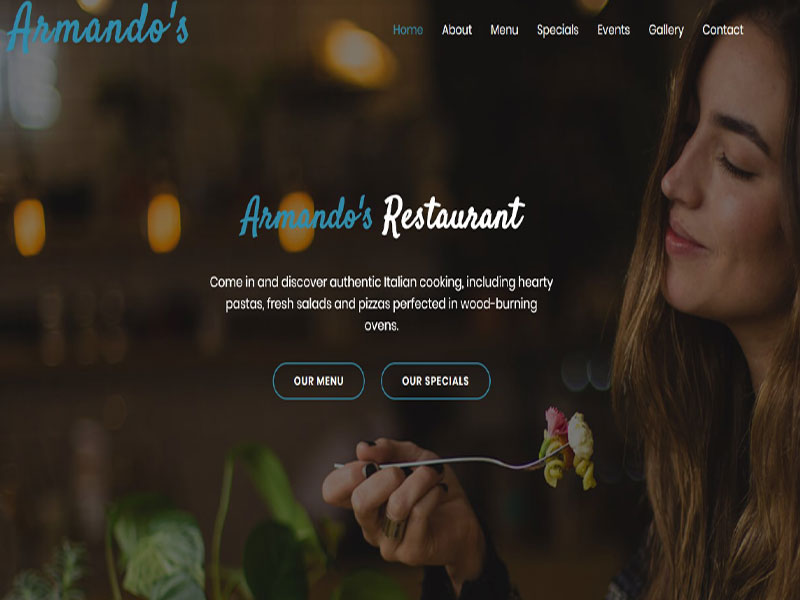 Armando's
Home About Menu Specials Events Gallery Contact
Armando's Restaurant
Come in and discover authentic Italian cooking, including hearty
pastas, fresh salads and pizzas perfected in wood-burning
ovens.
OUR MENU OUR SPECIALS